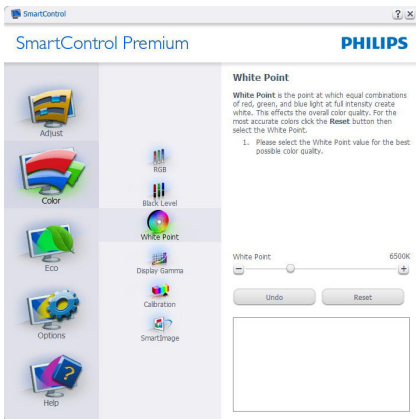 SmartControl
SmartControl Premium
PHILIPS
Adjust
Color
Eco
Options
Help
RGB
Black Level
White Point
Display Gamma
Calibration
SmartImage
White Point
White Point is the point at which equal combinations
of red, green, and blue light at full intensity create
white. This effects the overall color quality. For the
most accurate colors click the Reset button then
select the White Point.
1. Please select the White Point value for the best
possible color quality.
White Point 6500K
Undo Reset